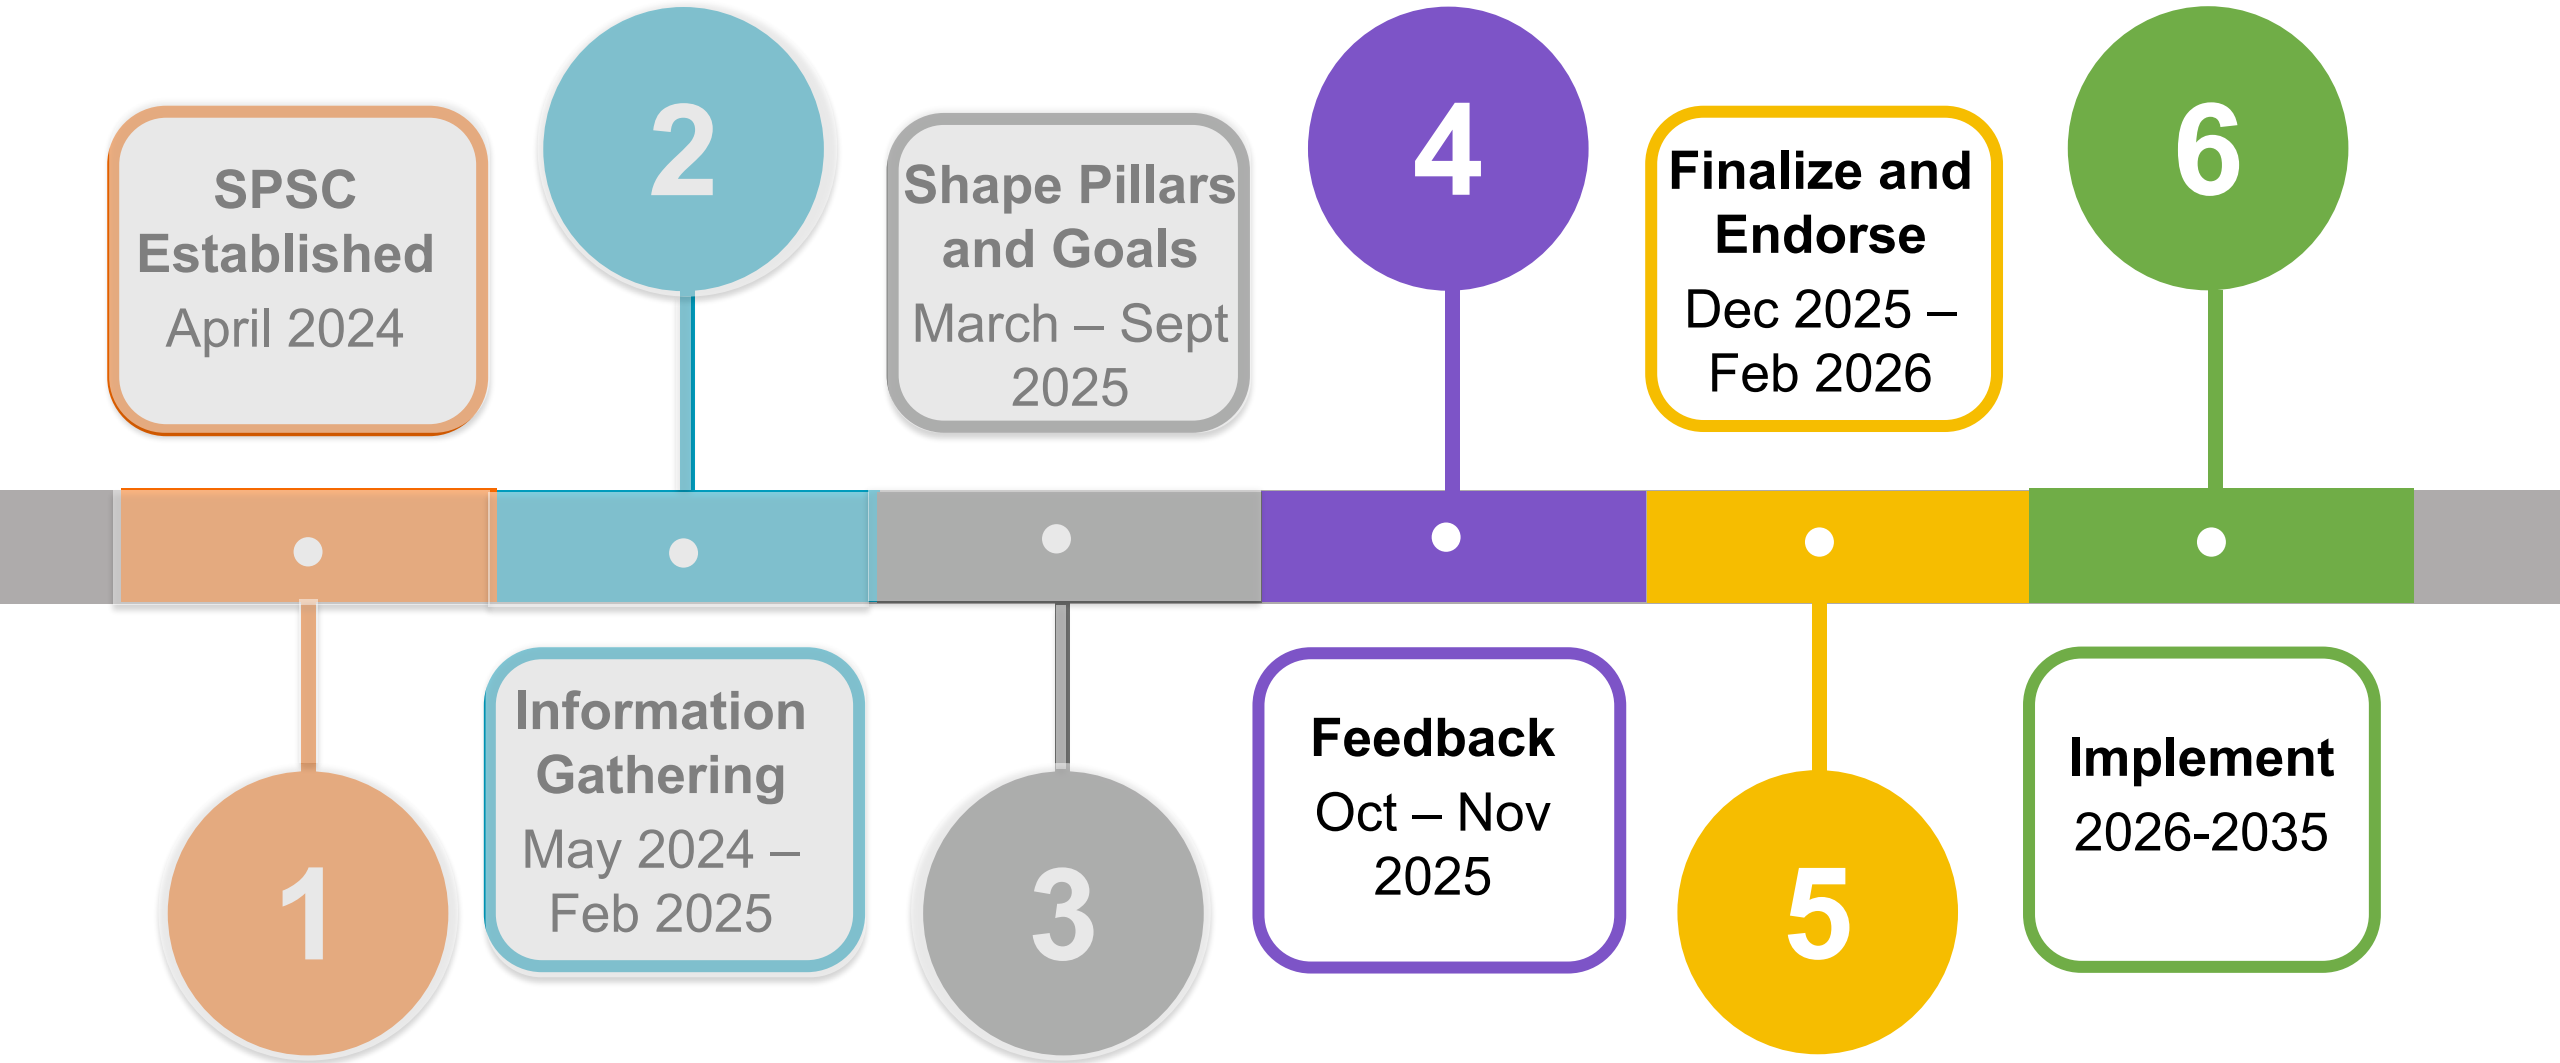 1
SPSC
Established
April 2024
2
Information
Gathering
May 2024 –
Feb 2025
3
Shape Pillars
and Goals
March – Sept
2025
4
Feedback
Oct – Nov
2025
5
Finalize and
Endorse
Dec 2025 –
Feb 2026
6
Implement
2026-2035